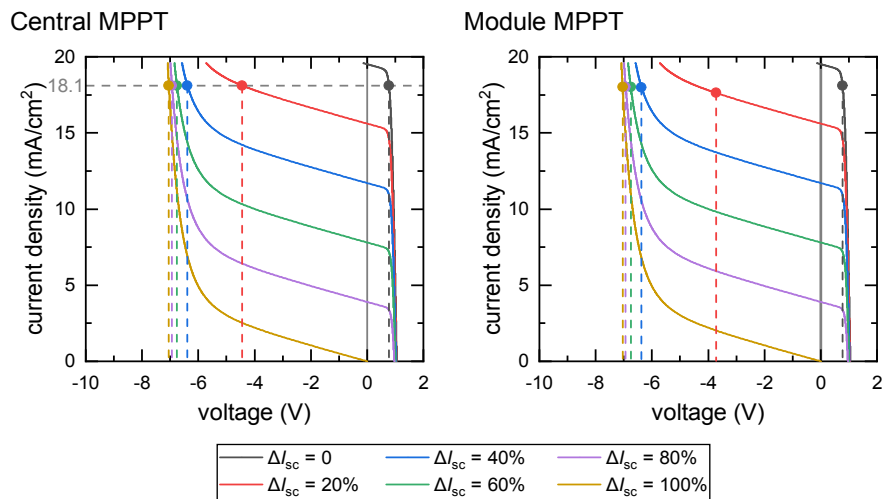 Central MPPT
Module MPPT
20
18.1
15
10
5
0
-10 -8 -6 -4 -2 0 2
current density (mA/cm²)
voltage (V)
20
15
10
5
0
-10 -8 -6 -4 -2 0 2
current density (mA/cm²)
voltage (V)
ΔIsc = 0 ΔIsc = 40% ΔIsc = 80%
ΔIsc = 20% ΔIsc = 60% ΔIsc = 100%